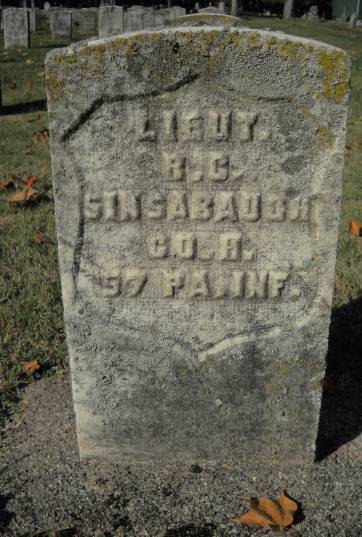 LIEUT.
R. C.
SINSABAUGH
CO. H.
57 PA. INF.